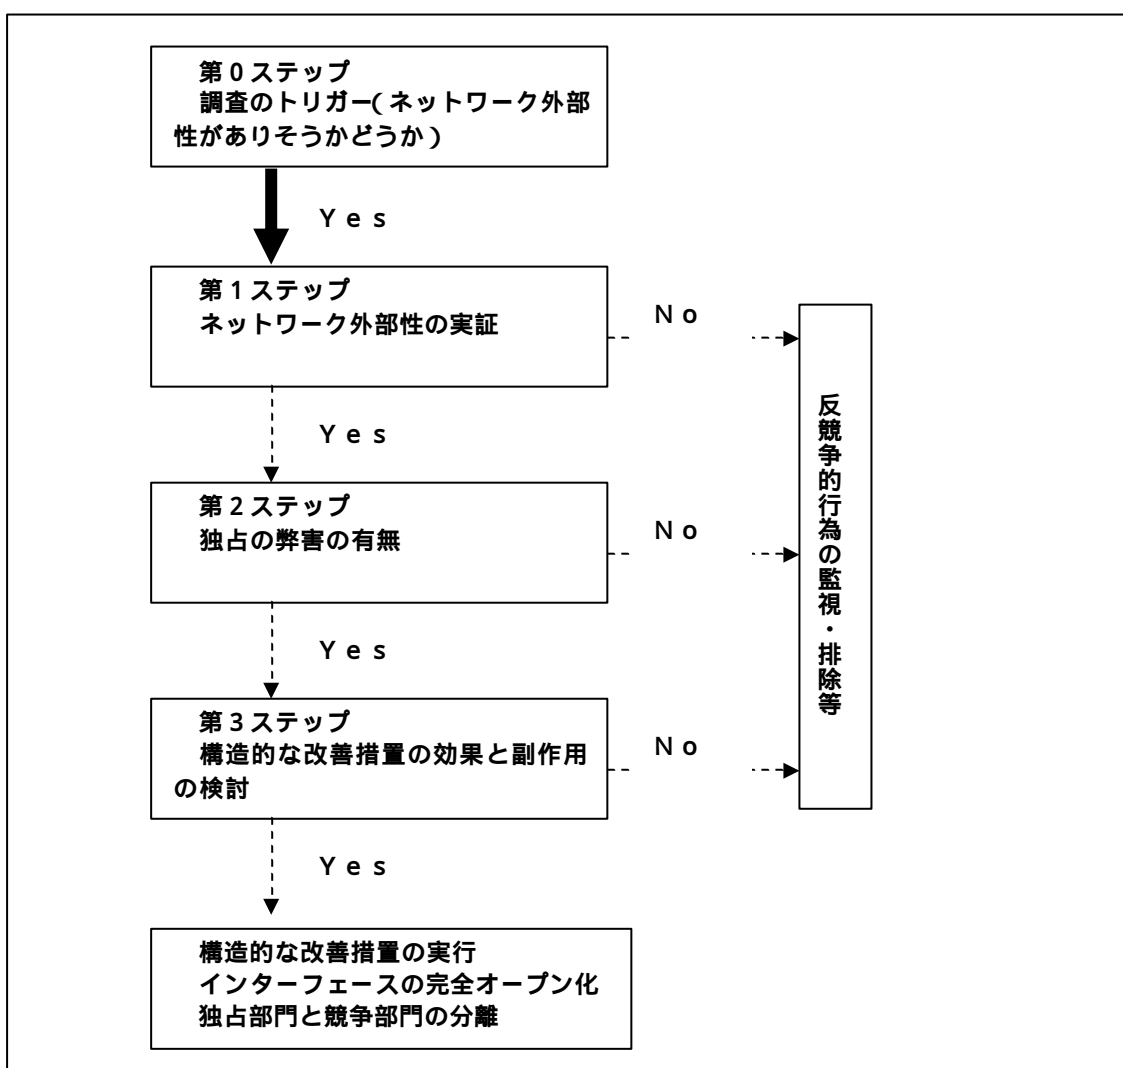 第0ステップ
調査のトリガー(ネットワーク外部
性がありそうかどうか)
Yes
第1ステップ
ネットワーク外部性の実証
No
Yes
第2ステップ
独占の弊害の有無
No
Yes
第3ステップ
構造的な改善措置の効果と副作用
の検討
No
Yes
構造的な改善措置の実行
インターフェースの完全オープン化
独占部門と競争部門の分離
反競争的行為の監視・排除等